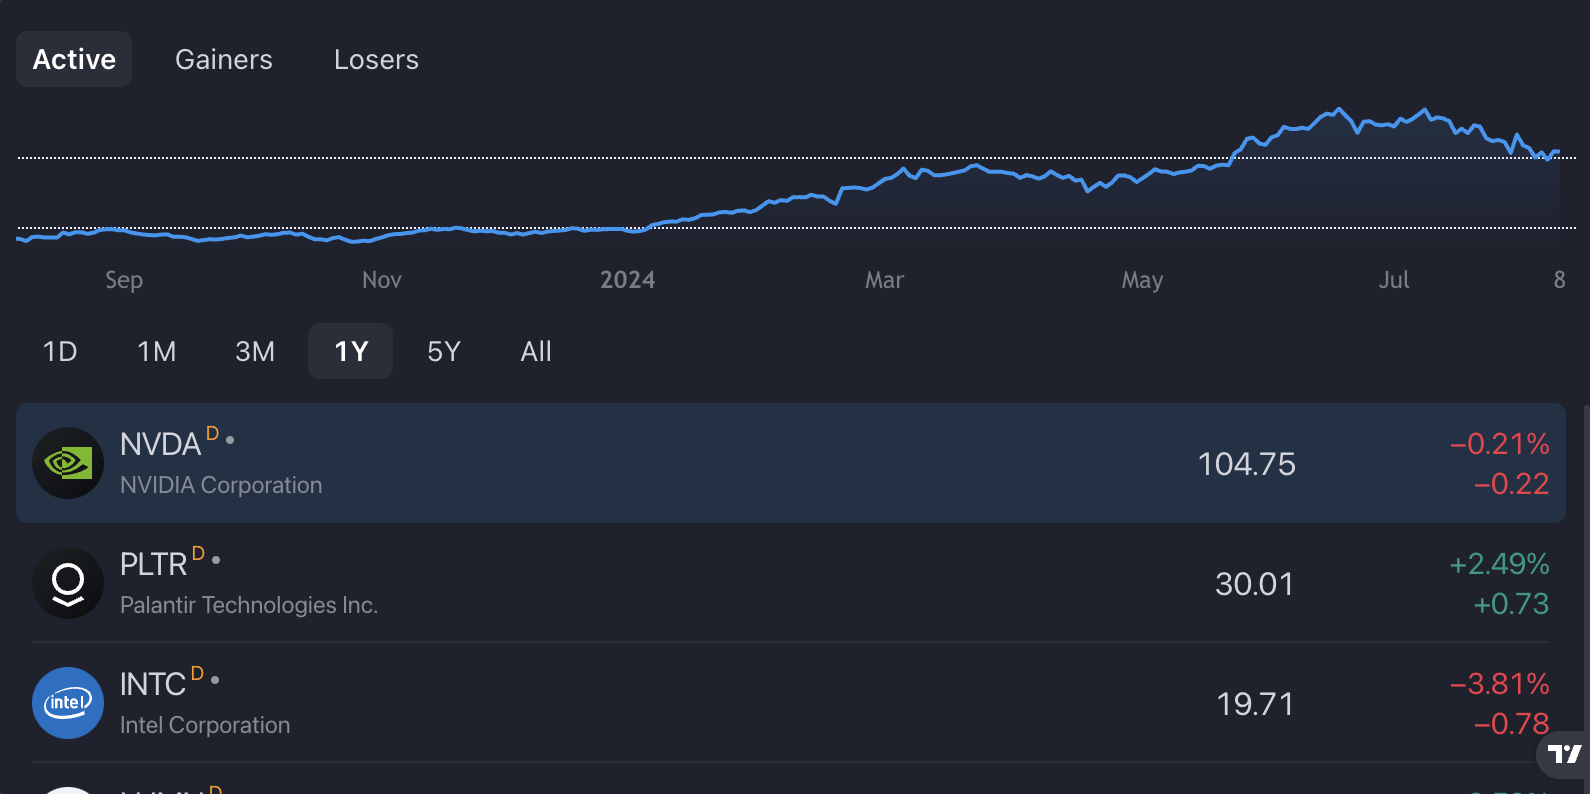 Active Gainers Losers
Sep Nov 2024 Mar May Jul 8
1D 1M 3M 1Y 5Y All
NVDA D
NVIDIA Corporation
104.75
−0.21%
−0.22
PLTR D
Palantir Technologies Inc.
30.01
+2.49%
+0.73
intel
INTC D
Intel Corporation
19.71
−3.81%
−0.78
D